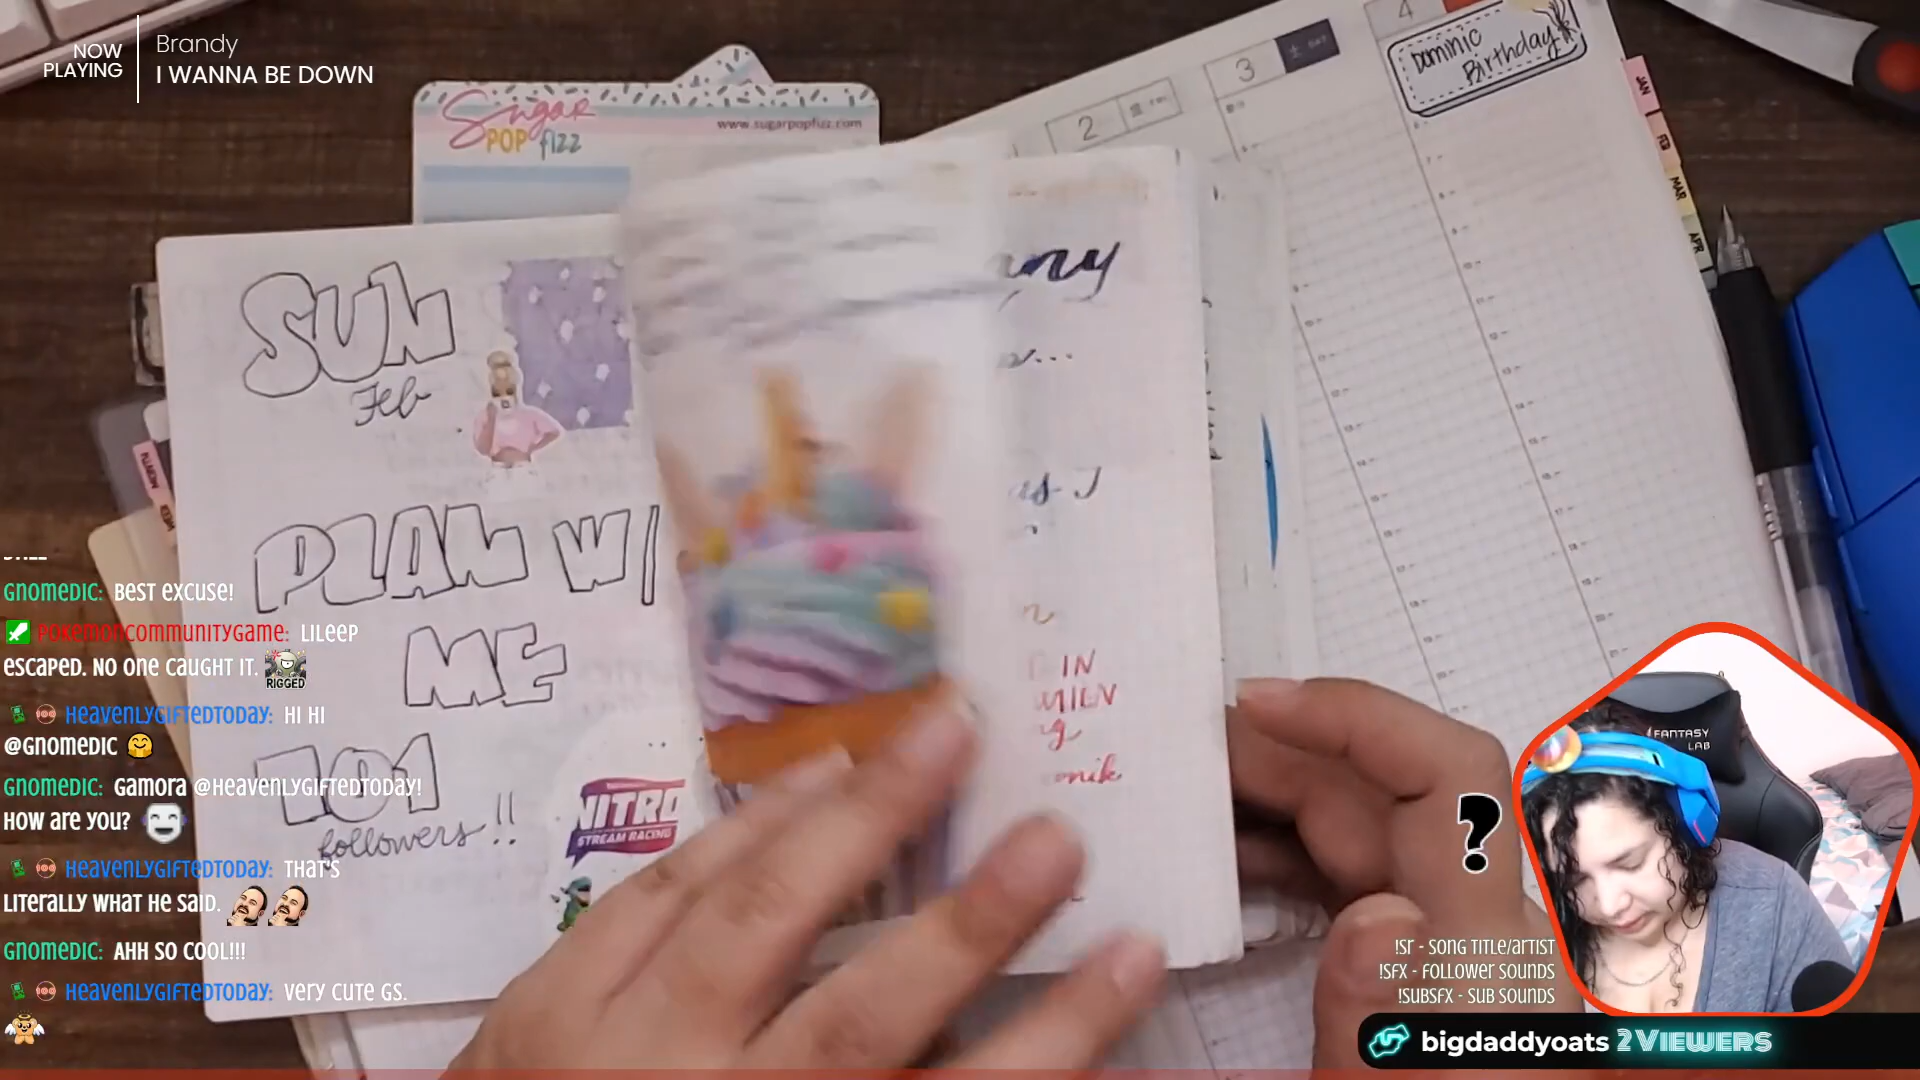 NOW
PLAYING
Brandy
I WANNA BE DOWN
Sugar
POP fizz
www.sugarpopfizz.com
2
3
4
Dominic
Birthday
JAN
FEB
MAR
APR
SUN
Feb
PLAN W/
ME
101
followers!!
NITRO
STREAM RACING
as I
IN
GNOMEDIC: BEST EXCUSE!
POKEMONCOMMUNITYGAME: LILEEP
ESCAPED. NO ONE CAUGHT IT.
RIGGED
HEAVENLYGIFTEDTODAY: HI HI
@GNOMEDIC
GNOMEDIC: GAMORA @HEAVENLYGIFTEDTODAY!
HOW ARE YOU?
HEAVENLYGIFTEDTODAY: THAT'S
LITERALLY WHAT HE SAID.
GNOMEDIC: AHH SO COOL!!!
HEAVENLYGIFTEDTODAY: VERY CUTE GS.
?
FANTASY
LAB
!SR - SONG TITLE/ARTIST
!SFX - FOLLOWER SOUNDS
!SUBSFX - SUB SOUNDS
bigdaddyoats 2 VIEWERS